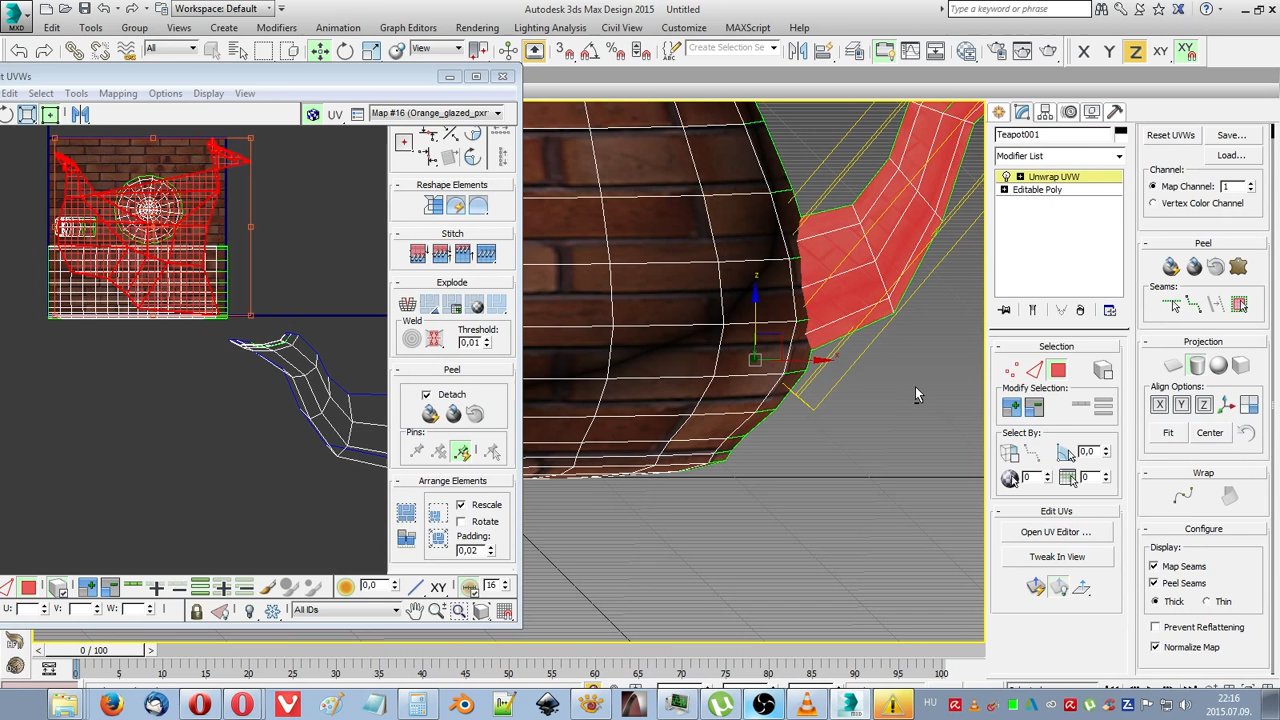 Workspace: Default
Autodesk 3ds Max Design 2015    Untitled
Type a keyword or phrase
MXD
Edit Tools Group Views Create Modifiers Animation Graph Editors Rendering Lighting Analysis Civil View Customize MAXScript Help
All View Create Selection Se X Y Z XY XY
it UVWs
Edit Select Tools Mapping Options Display View
UV Map #16 (Orange_glazed_pxr
Reshape Elements
Stitch
Explode
Weld Threshold:
0,01
Peel
Detach
Pins:
Arrange Elements
Rescale
Rotate
Padding:
0,02
0,0 XY 16
U: V: W: All IDs
z
x
Teapot001
Modifier List
Unwrap UVW
Editable Poly
Selection
Modify Selection:
Select By:
0,0
0 0
Edit UVs
Open UV Editor ...
Tweak In View
Reset UVWs Save...
Load...
Channel:
Map Channel: 1
Vertex Color Channel
Peel
Seams:
Projection
Align Options:
X Y Z
Fit Center
Wrap
Configure
Display:
Map Seams
Peel Seams
Thick Thin
Prevent Reflattening
Normalize Map
0 / 100
5 10 15 20 25 30 35 40 45 50 55 60 65 70 75 80 85 90 95 100
HU 22:16
2015.07.09.